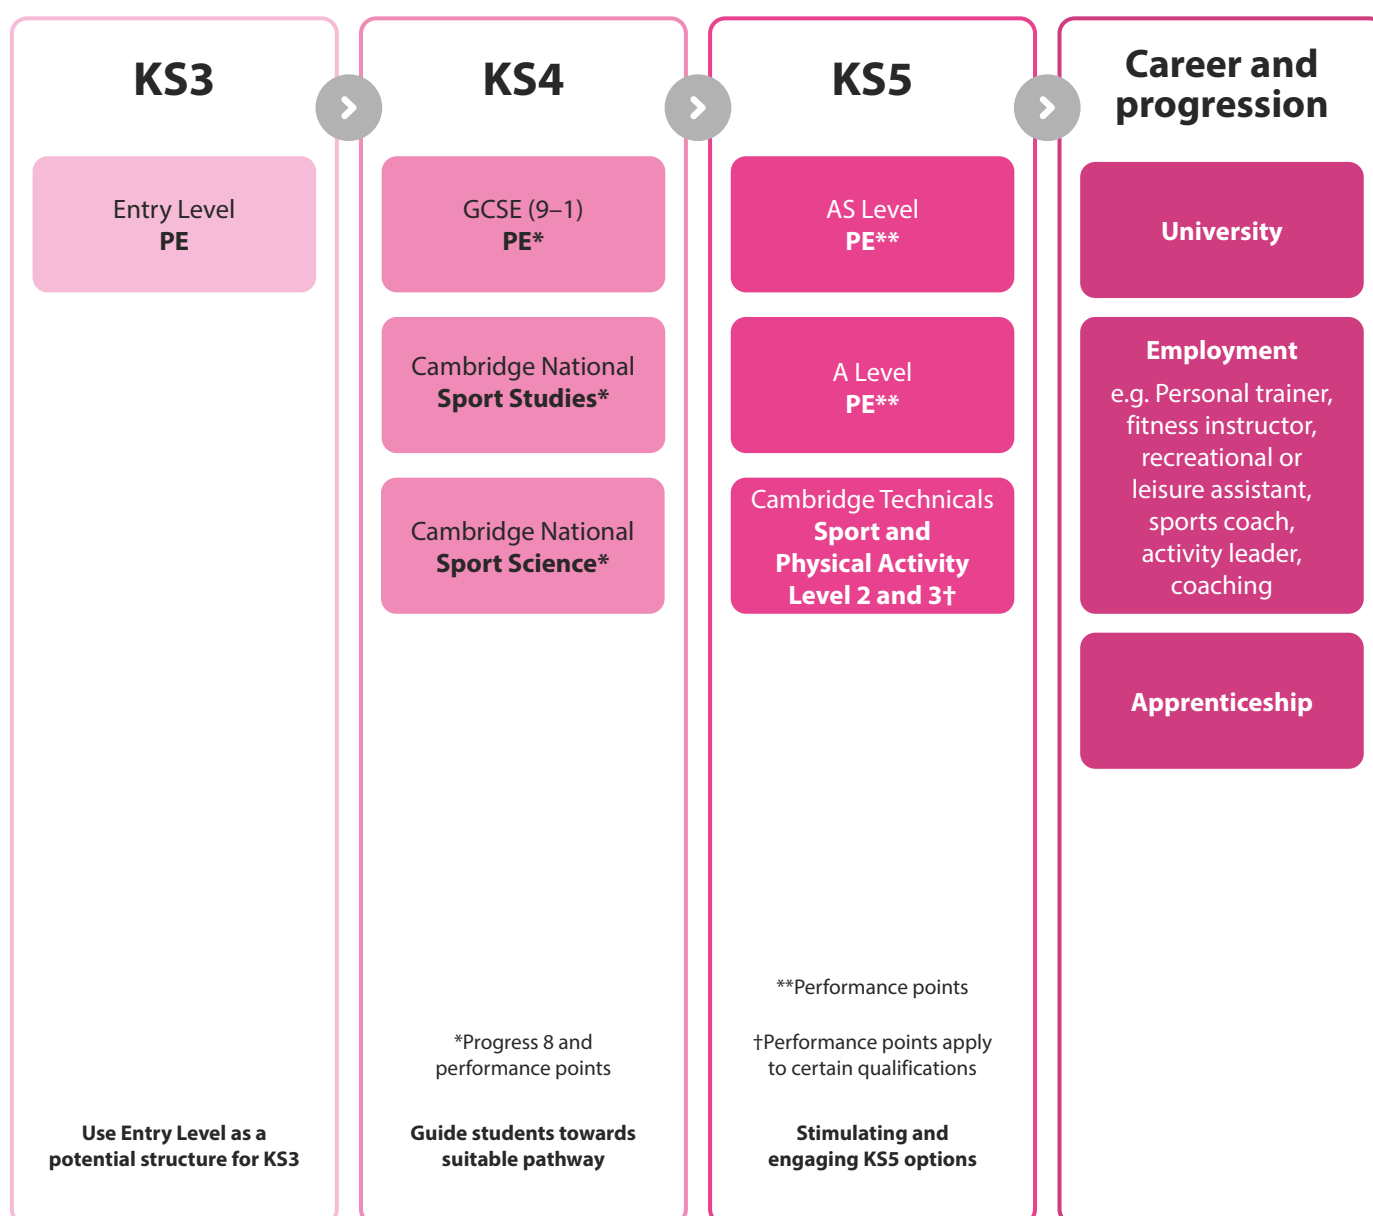 KS3
Entry Level
PE
Use Entry Level as a
potential structure for KS3
KS4
GCSE (9–1)
PE*
Cambridge National
Sport Studies*
Cambridge National
Sport Science*
*Progress 8 and
performance points
Guide students towards
suitable pathway
KS5
AS Level
PE**
A Level
PE**
Cambridge Technicals
Sport and
Physical Activity
Level 2 and 3†
**Performance points
†Performance points apply
to certain qualifications
Stimulating and
engaging KS5 options
Career and
progression
University
Employment
e.g. Personal trainer,
fitness instructor,
recreational or
leisure assistant,
sports coach,
activity leader,
coaching
Apprenticeship